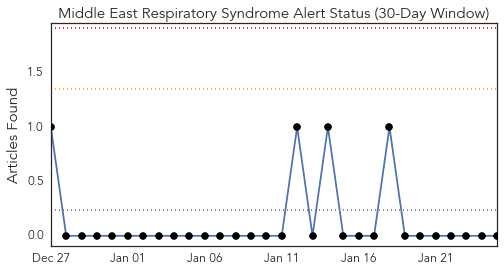 Middle East Respiratory Syndrome Alert Status (30-Day Window)
Articles Found
1.5
1.0
0.5
0.0
Dec 27 Jan 01 Jan 06 Jan 11 Jan 16 Jan 21